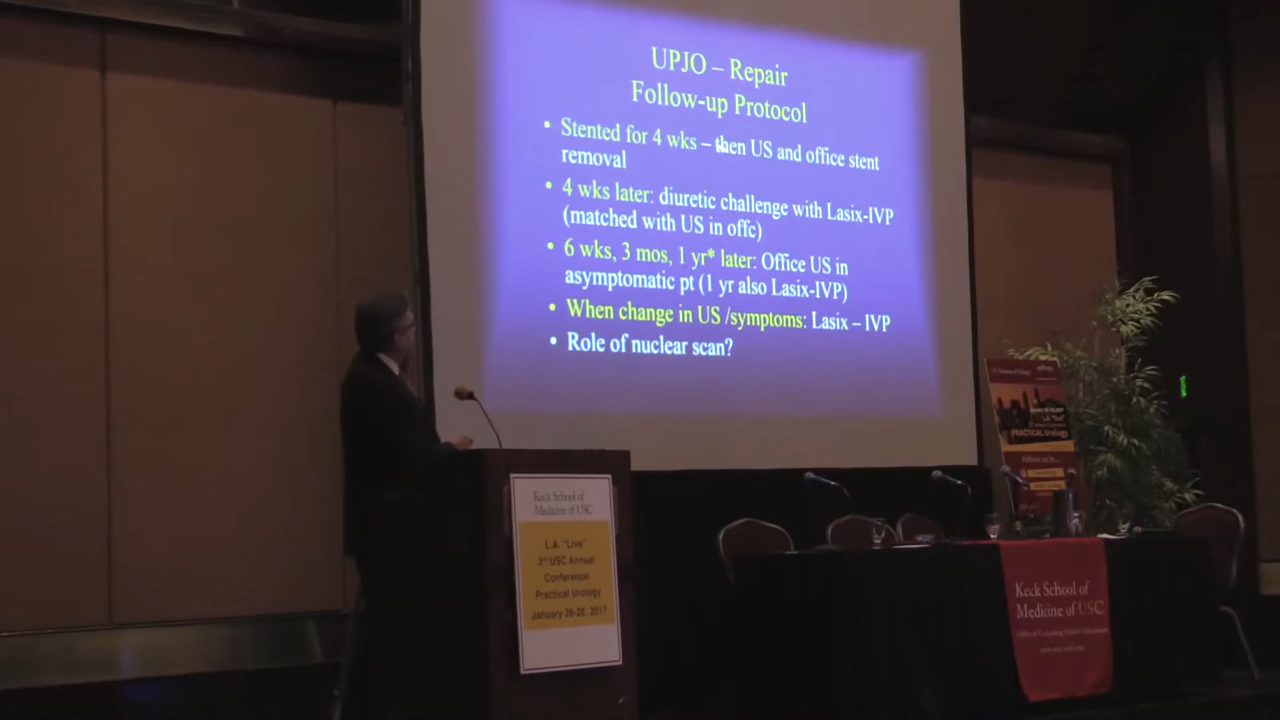 UPJO – Repair
Follow-up Protocol
• Stented for 4 wks – then US and office stent
removal
• 4 wks later: diuretic challenge with Lasix-IVP
(matched with US in offc)
• 6 wks, 3 mos, 1 yr* later: Office US in
asymptomatic pt (1 yr also Lasix-IVP)
• When change in US /symptoms: Lasix – IVP
• Role of nuclear scan?
Keck School of
Medicine of USC
L.A. "Live"
2nd USC Annual
Conference:
Practical Urology
January 26-28, 2017
L.A. "Live"
PRACTICAL Urology
Keck School of
Medicine of USC